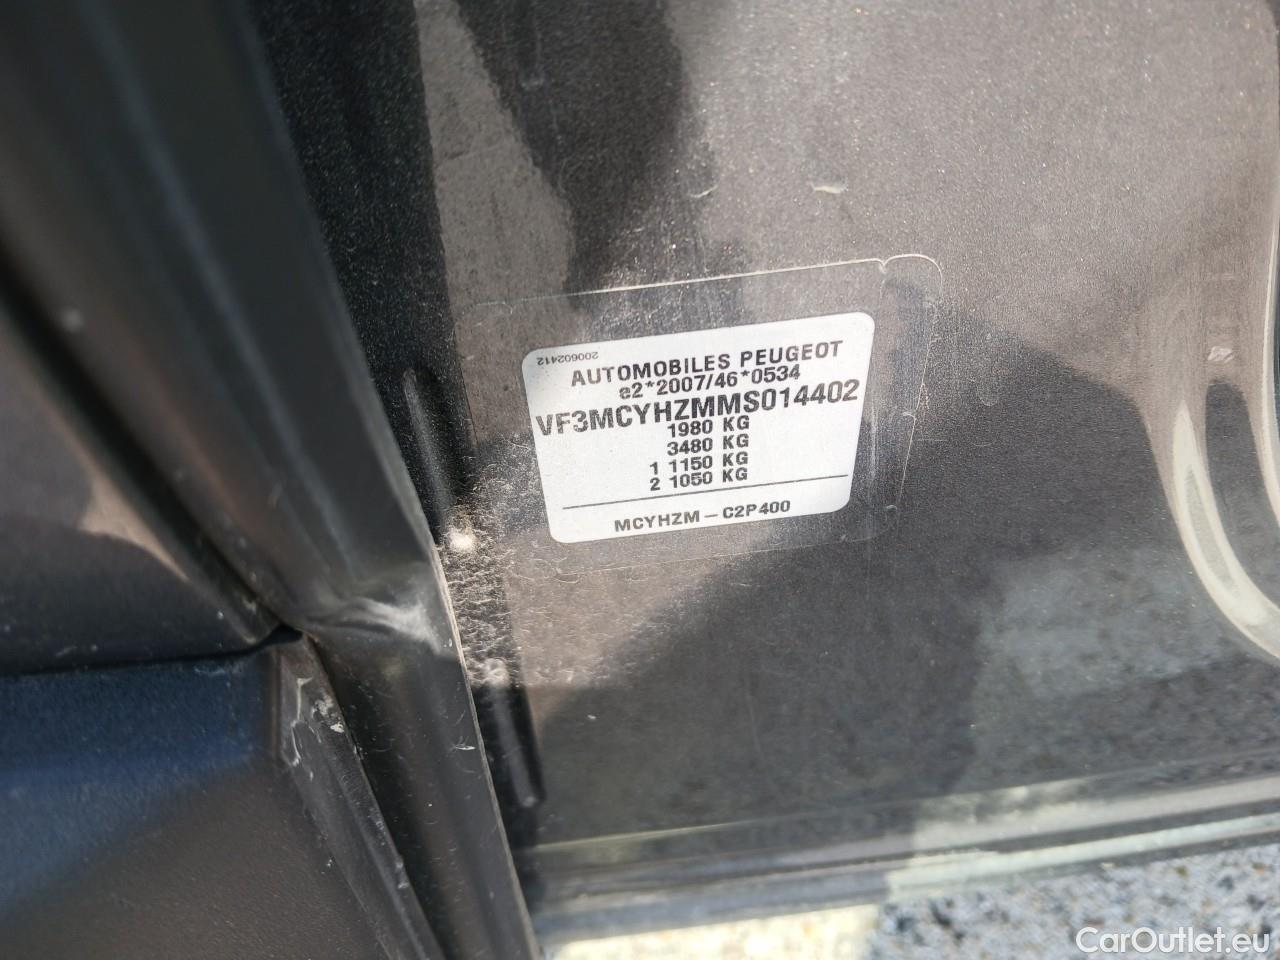 200602412
AUTOMOBILES PEUGEOT
e2*2007/46*0534
VF3MCYHZMMS014402
1980 KG
3480 KG
1 1150 KG
2 1050 KG
MCYHZM - C2P400
CarOutlet.eu